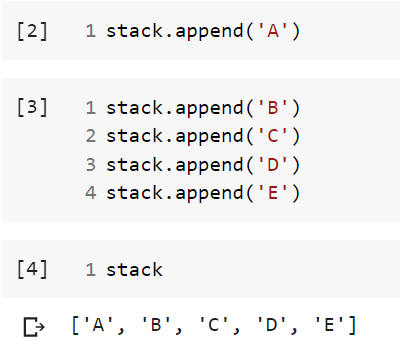 [2] 1 stack.append('A')
[3] 1 stack.append('B')
2 stack.append('C')
3 stack.append('D')
4 stack.append('E')
[4] 1 stack
['A', 'B', 'C', 'D', 'E']